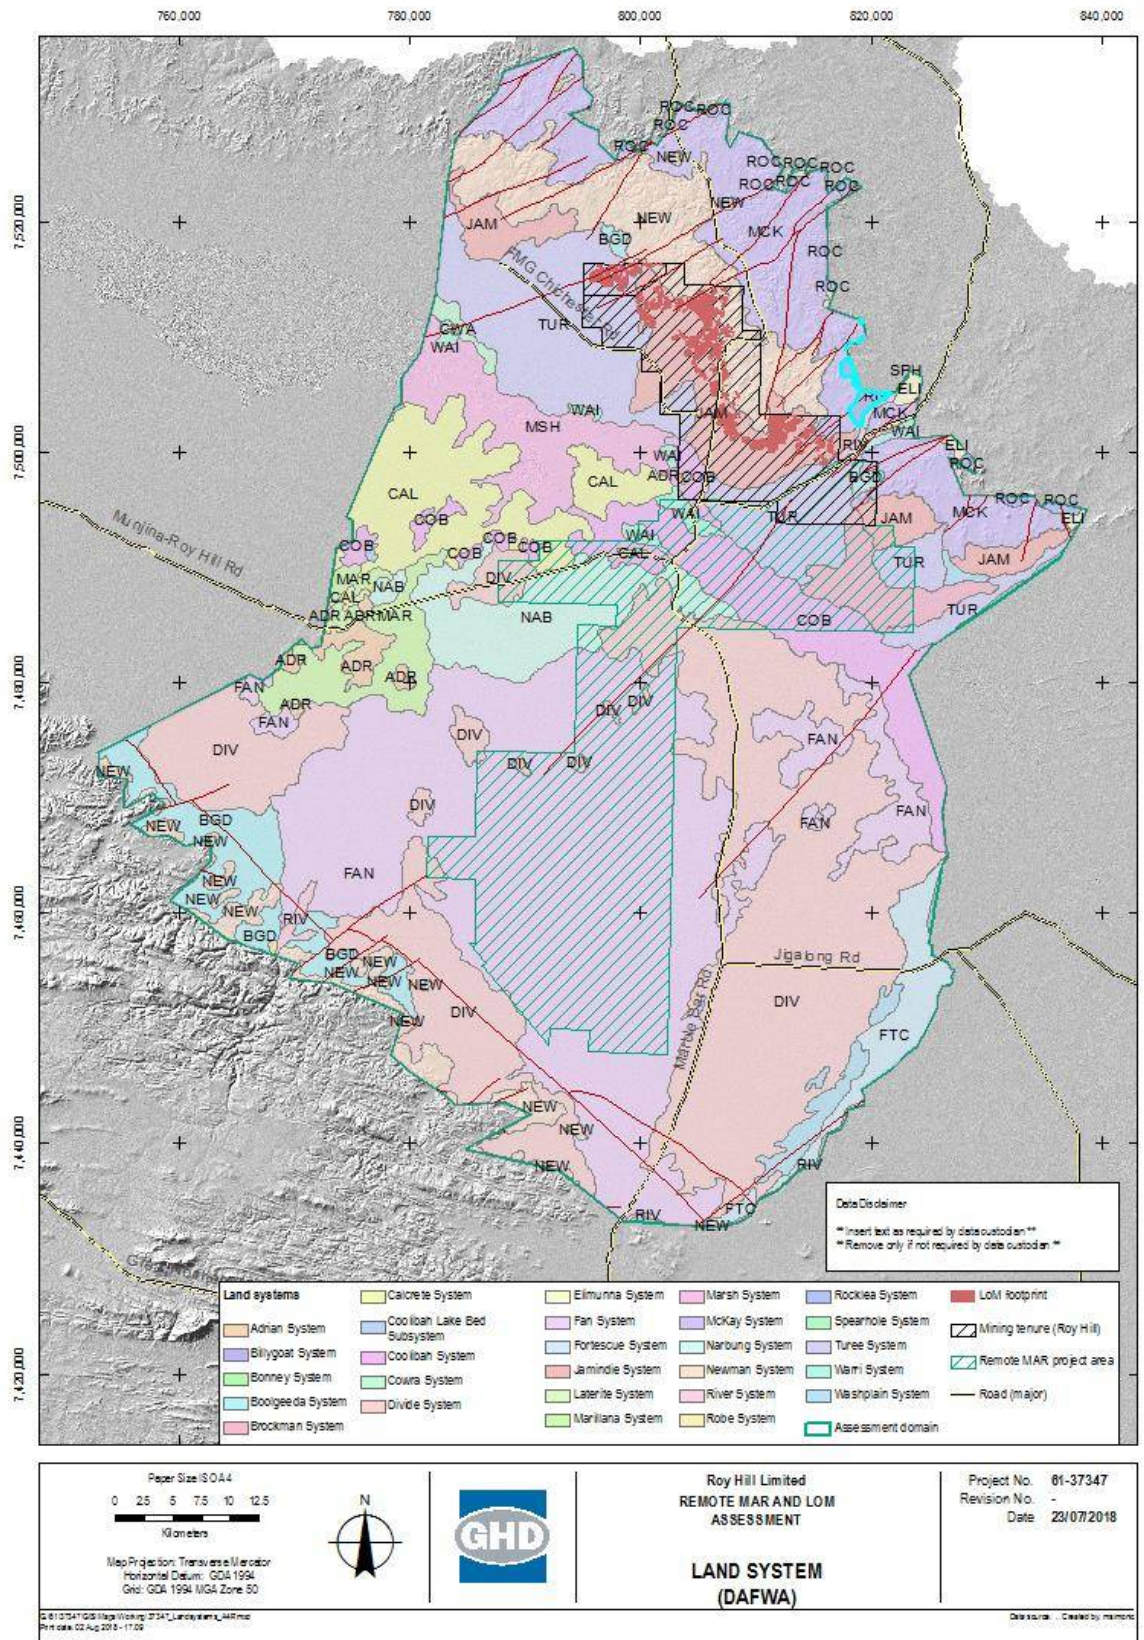 760,000 780,000 800,000 820,000 840,000
7,520,000
7,500,000
7,480,000
7,460,000
7,440,000
7,420,000
ROC ROC
ROC
ROC
NEW
ROC ROC ROC
ROC ROC ROC
NEW
JAM
NEW
MCK
BGD
ROC
FMG Chichester Rd
ROC
CWA
TUR
WAI
SPH
ELI
WAI
MSH
JAM
MCK
WAI
RIV
ELI
WAI
ROC
CAL
CAL
ADR COB
BGD
ROC ROC
MCK
COB
WAI
TUR
JAM
ELI
Munjina-Roy Hill Rd
COB
COB
WAI
COB
COB
CAL
JAM
MAR
NAB
DIV
TUR
CAL
ADR ADR MAR
NAB
COB
TUR
ADR
ADR
ADR
FAN
ADR
DIV
DIV
FAN
DIV
DIV
FAN
DIV
DIV
NEW
DIV
FAN
NEW
BGD
FAN
NEW
FAN
NEW
NEW
NEW
RIV
BGD
BGD
NEW
NEW
NEW
NEW
Jigalong Rd
DIV
NEW
DIV
Marble Bar Rd
FTC
NEW
NEW
NEW
RIV
RIV
FTC
NEW
Data Disclaimer
** Insert text as required by data custodian **
** Remove only if not required by data custodian **
Land systems
Adrian System
Billygoat System
Bonney System
Boolgeeda System
Brockman System
Calcrete System
Coolibah Lake Bed
Subsystem
Coolibah System
Cowra System
Divide System
Elimunna System
Fan System
Fortescue System
Jamindie System
Laterite System
Marillana System
Marsh System
McKay System
Narbung System
Newman System
River System
Robe System
Rocklea System
Spearhole System
Turee System
Warri System
Washplain System
Assessment domain
LoM footprint
Mining tenure (Roy Hill)
Remote MAR project area
Road (major)
Paper Size ISO A4
0 2.5 5 7.5 10 12.5
Kilometers
Map Projection: Transverse Mercator
Horizontal Datum: GDA 1994
Grid: GDA 1994 MGA Zone 50
N
GHD
Roy Hill Limited
REMOTE MAR AND LOM
ASSESSMENT
LAND SYSTEM
(DAFWA)
Project No. 61-37347
Revision No. -
Date 23/07/2018
Print date: 02 Aug 2018 - 17:09